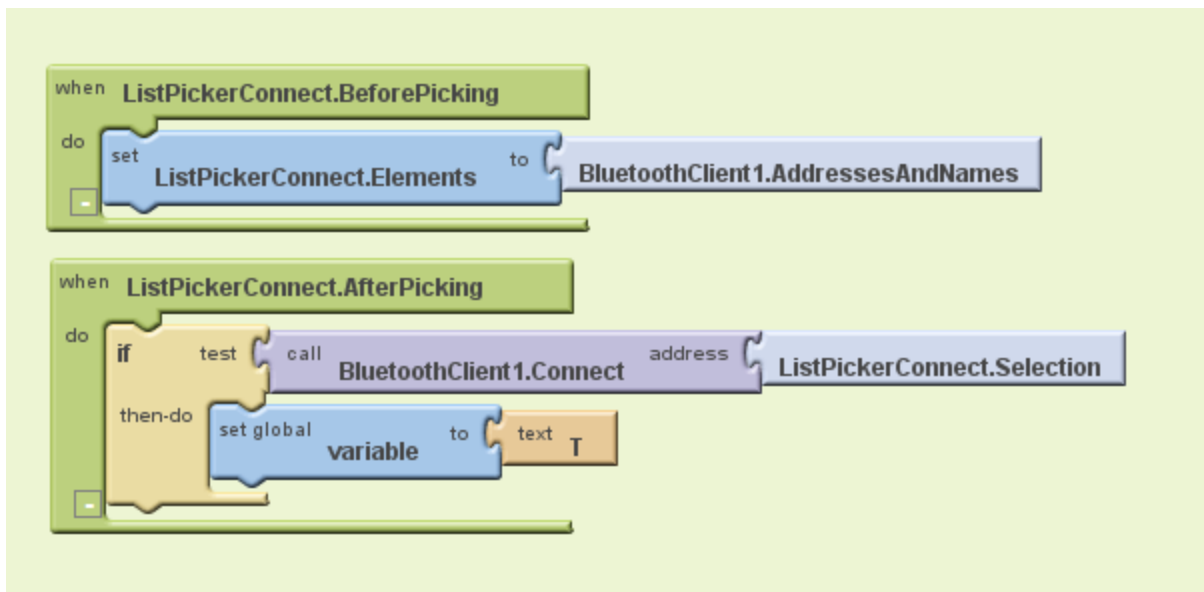 when ListPickerConnect.BeforePicking
do set ListPickerConnect.Elements to BluetoothClient1.AddressesAndNames
-
when ListPickerConnect.AfterPicking
do if test call BluetoothClient1.Connect address ListPickerConnect.Selection
then-do set global variable to text T
-